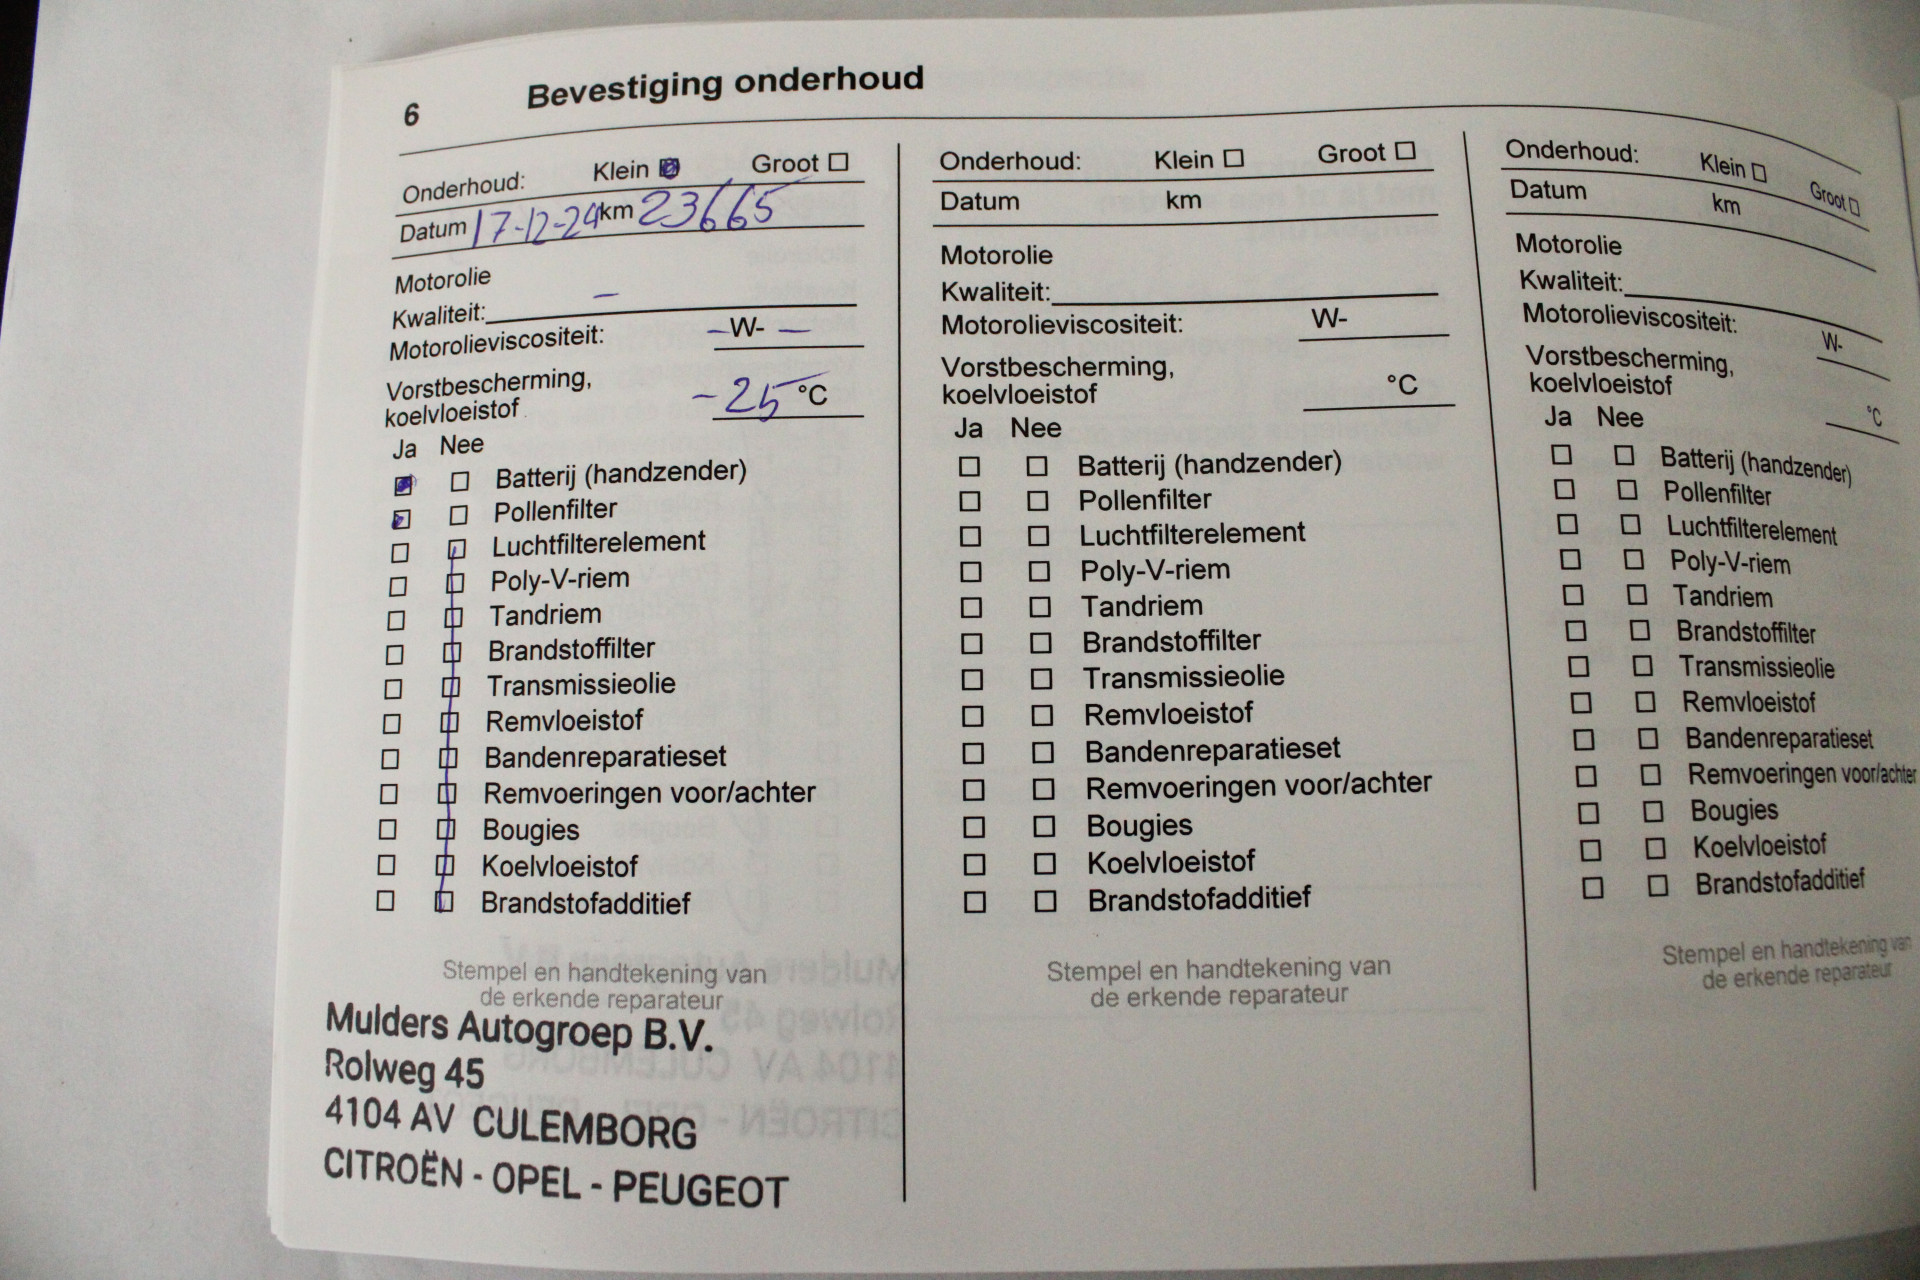 6 Bevestiging onderhoud
Onderhoud: Klein Groot
Datum 17-12-24 km 23665
Motorolie
Kwaliteit: -
Motorolieviscositeit: - W- -
Vorstbescherming,
koelvloeistof -25 °C
Ja Nee
Batterij (handzender)
Pollenfilter
Luchtfilterelement
Poly-V-riem
Tandriem
Brandstoffilter
Transmissieolie
Remvloeistof
Bandenreparatieset
Remvoeringen voor/achter
Bougies
Koelvloeistof
Brandstofadditief
Stempel en handtekening van
de erkende reparateur
Mulders Autogroep B.V.
Rolweg 45
4104 AV CULEMBORG
CITROËN - OPEL - PEUGEOT
Onderhoud: Klein Groot
Datum km
Motorolie
Kwaliteit:
Motorolieviscositeit: W-
Vorstbescherming,
koelvloeistof °C
Ja Nee
Batterij (handzender)
Pollenfilter
Luchtfilterelement
Poly-V-riem
Tandriem
Brandstoffilter
Transmissieolie
Remvloeistof
Bandenreparatieset
Remvoeringen voor/achter
Bougies
Koelvloeistof
Brandstofadditief
Stempel en handtekening van
de erkende reparateur
Onderhoud: Klein Groot
Datum km
Motorolie
Kwaliteit:
Motorolieviscositeit: W-
Vorstbescherming,
koelvloeistof °C
Ja Nee
Batterij (handzender)
Pollenfilter
Luchtfilterelement
Poly-V-riem
Tandriem
Brandstoffilter
Transmissieolie
Remvloeistof
Bandenreparatieset
Remvoeringen voor/achter
Bougies
Koelvloeistof
Brandstofadditief
Stempel en handtekening van
de erkende reparateur